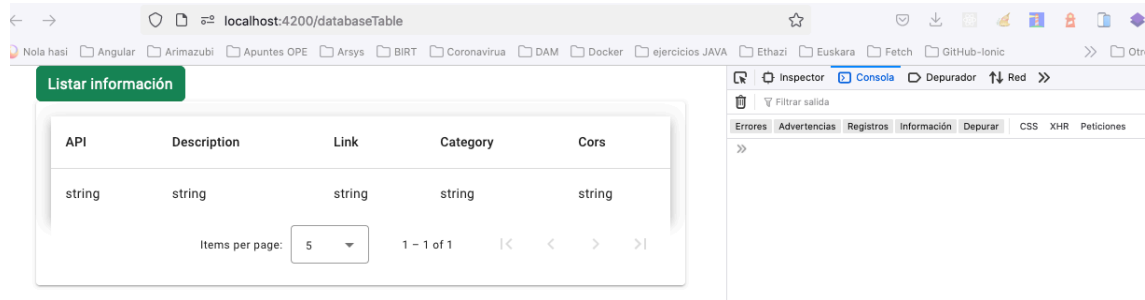 localhost:4200/databaseTable
Nola hasi Angular Arimazubi Apuntes OPE Arsys BIRT Coronavirua DAM Docker ejercicios JAVA Ethazi Euskara Fetch GitHub-Ionic Otr
Listar información
Inspector Consola Depurador Red
Filtrar salida
Errores Advertencias Registros Información Depurar CSS XHR Peticiones
API Description Link Category Cors
string string string string string
Items per page: 5 1 – 1 of 1